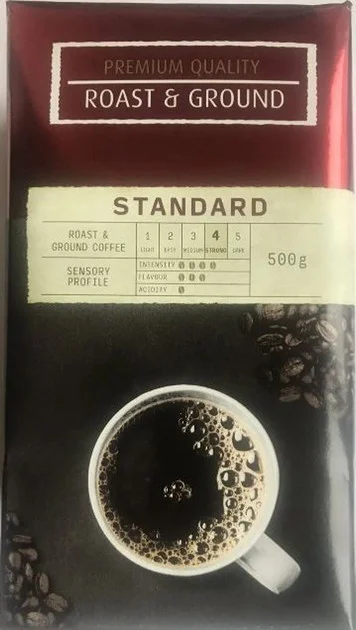 PREMIUM QUALITY
ROAST & GROUND
STANDARD
ROAST &
GROUND COFFEE
1 2 3 4 5
LIGHT EASY MEDIUM STRONG DARK
500g
SENSORY
PROFILE
INTENSITY
FLAVOUR
ACIDITY